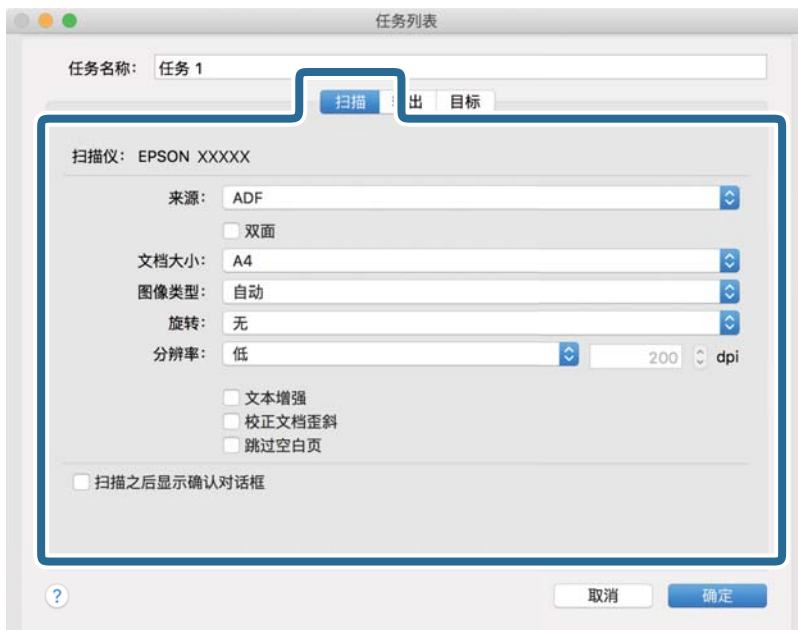 任务列表
任务名称： 任务 1
扫描 出 目标
扫描仪： EPSON XXXXX
来源： ADF
双面
文档大小： A4
图像类型： 自动
旋转： 无
分辨率： 低 200 dpi
文本增强
校正文档歪斜
跳过空白页
扫描之后显示确认对话框
? 取消 确定